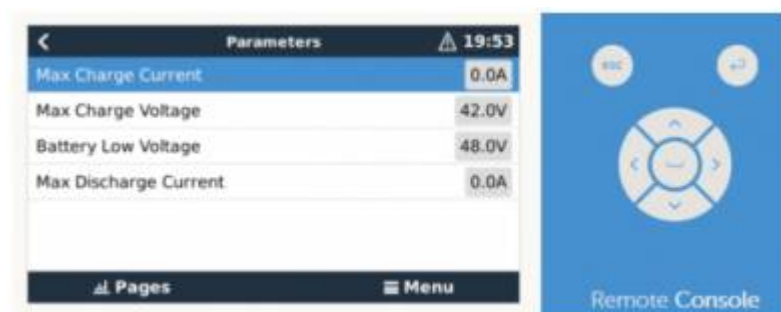 Parameters 19:53
Max Charge Current 0.0A
Max Charge Voltage 42.0V
Battery Low Voltage 48.0V
Max Discharge Current 0.0A
Pages Menu
esc
Remote Console